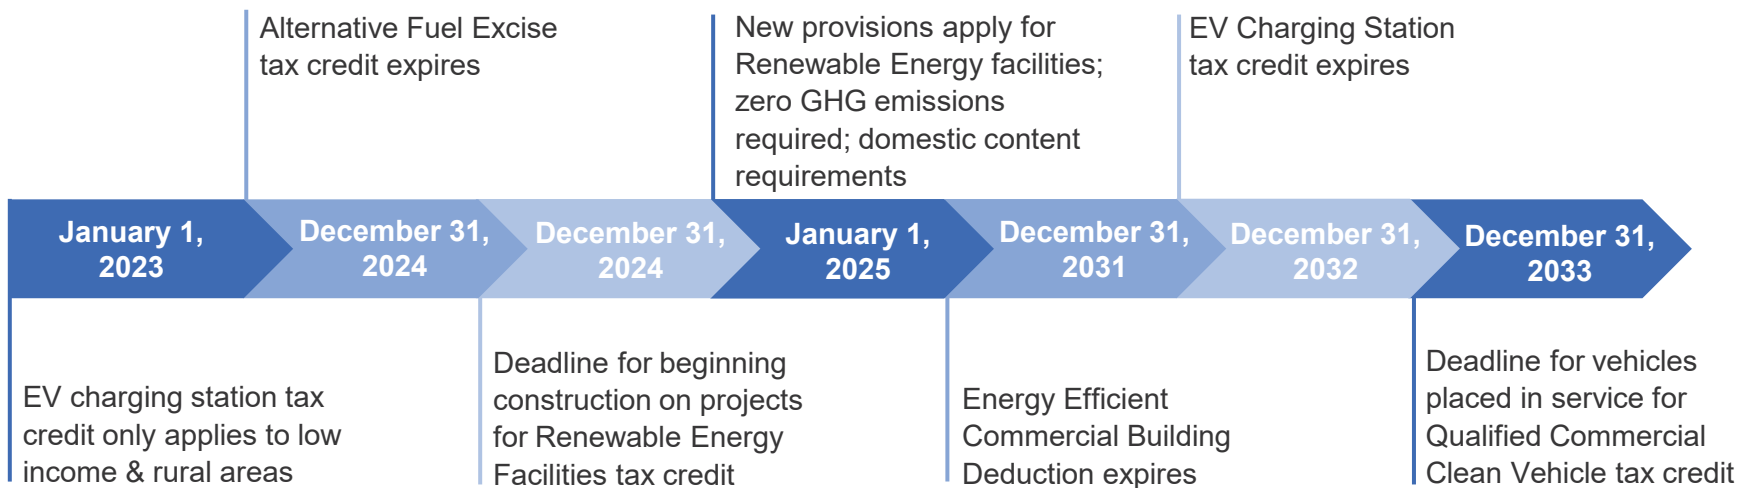 Alternative Fuel Excise
tax credit expires
New provisions apply for
Renewable Energy facilities;
zero GHG emissions
required; domestic content
requirements
EV Charging Station
tax credit expires
January 1,
2023
December 31,
2024
December 31,
2024
January 1,
2025
December 31,
2031
December 31,
2032
December 31,
2033
EV charging station tax
credit only applies to low
income & rural areas
Deadline for beginning
construction on projects
for Renewable Energy
Facilities tax credit
Energy Efficient
Commercial Building
Deduction expires
Deadline for vehicles
placed in service for
Qualified Commercial
Clean Vehicle tax credit